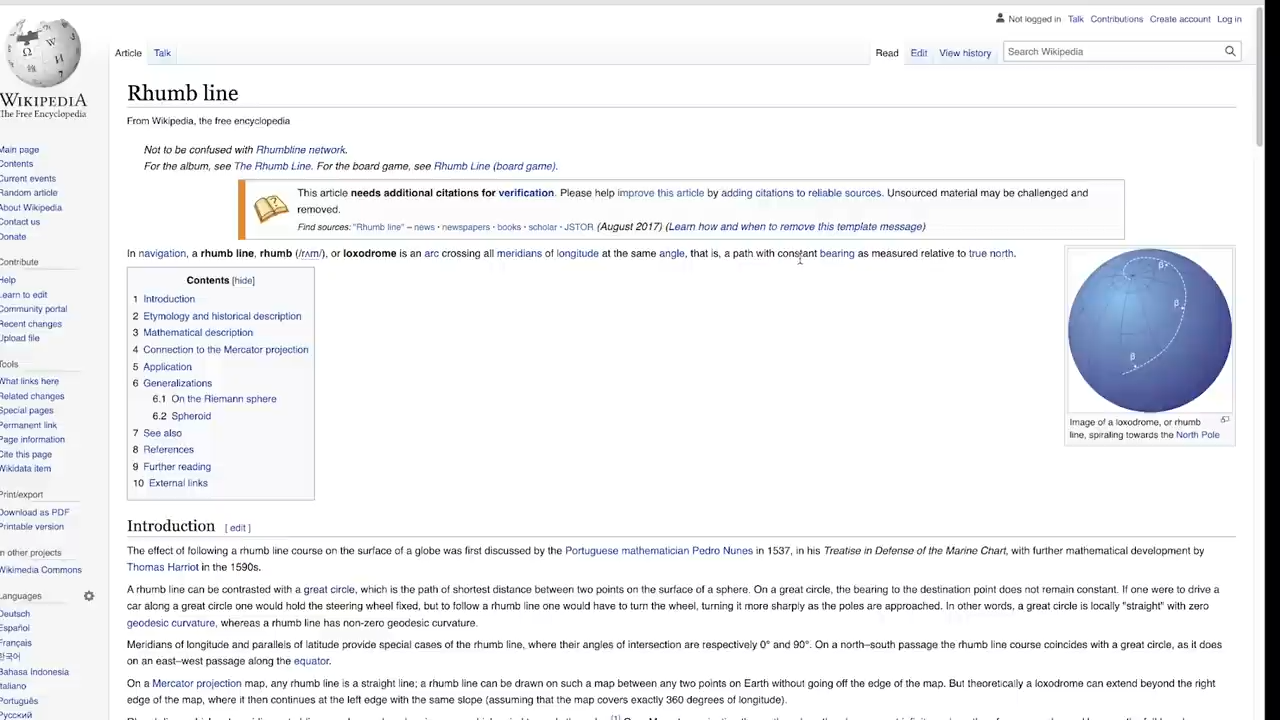 Not logged in Talk Contributions Create account Log in
Article Talk Read Edit View history Search Wikipedia
WIKIPEDIA
The Free Encyclopedia
Main page
Contents
Current events
Random article
About Wikipedia
Contact us
Donate
Contribute
Help
Learn to edit
Community portal
Recent changes
Upload file
Tools
What links here
Related changes
Special pages
Permanent link
Page information
Cite this page
Wikidata item
Print/export
Download as PDF
Printable version
In other projects
Wikimedia Commons
Languages
Deutsch
Español
Français
한국어
Bahasa Indonesia
Italiano
Português
Русский
Rhumb line
From Wikipedia, the free encyclopedia
Not to be confused with Rhumbline network.
For the album, see The Rhumb Line. For the board game, see Rhumb Line (board game).
This article needs additional citations for verification. Please help improve this article by adding citations to reliable sources. Unsourced material may be challenged and
removed.
Find sources: "Rhumb line" – news · newspapers · books · scholar · JSTOR (August 2017) (Learn how and when to remove this template message)
In navigation, a rhumb line, rhumb (/rʌm/), or loxodrome is an arc crossing all meridians of longitude at the same angle, that is, a path with constant bearing as measured relative to true north.
β
β
β
Image of a loxodrome, or rhumb
line, spiraling towards the North Pole
Contents [hide]
1 Introduction
2 Etymology and historical description
3 Mathematical description
4 Connection to the Mercator projection
5 Application
6 Generalizations
6.1 On the Riemann sphere
6.2 Spheroid
7 See also
8 References
9 Further reading
10 External links
Introduction [ edit ]
The effect of following a rhumb line course on the surface of a globe was first discussed by the Portuguese mathematician Pedro Nunes in 1537, in his Treatise in Defense of the Marine Chart, with further mathematical development by
Thomas Harriot in the 1590s.
A rhumb line can be contrasted with a great circle, which is the path of shortest distance between two points on the surface of a sphere. On a great circle, the bearing to the destination point does not remain constant. If one were to drive a
car along a great circle one would hold the steering wheel fixed, but to follow a rhumb line one would have to turn the wheel, turning it more sharply as the poles are approached. In other words, a great circle is locally "straight" with zero
geodesic curvature, whereas a rhumb line has non-zero geodesic curvature.
Meridians of longitude and parallels of latitude provide special cases of the rhumb line, where their angles of intersection are respectively 0° and 90°. On a north–south passage the rhumb line course coincides with a great circle, as it does
on an east–west passage along the equator.
On a Mercator projection map, any rhumb line is a straight line; a rhumb line can be drawn on such a map between any two points on Earth without going off the edge of the map. But theoretically a loxodrome can extend beyond the right
edge of the map, where it then continues at the left edge with the same slope (assuming that the map covers exactly 360 degrees of longitude).